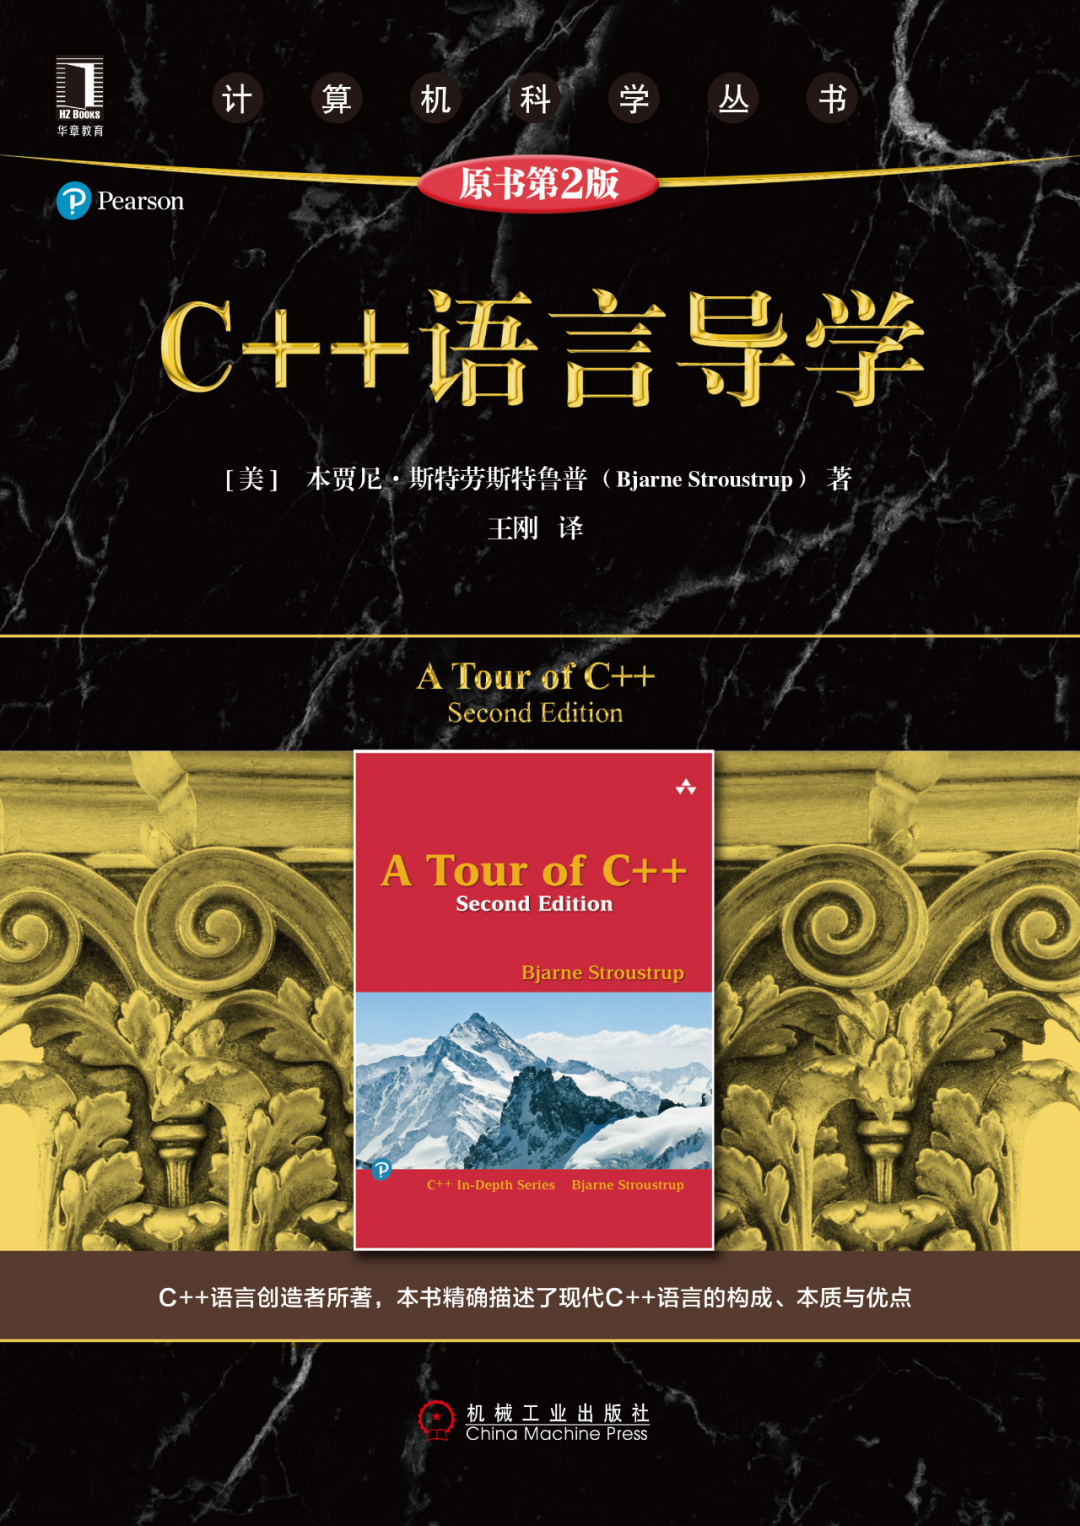 计算机科学丛书
HZ BOOKS
华章教育
原书第2版
Pearson
C++语言导学
[美] 本贾尼·斯特劳斯特鲁普（Bjarne Stroustrup） 著
王刚 译
A Tour of C++
Second Edition
A Tour of C++
Second Edition
Bjarne Stroustrup
C++ In-Depth Series Bjarne Stroustrup
C++语言创造者所著，本书精确描述了现代C++语言的构成、本质与优点
机械工业出版社
China Machine Press